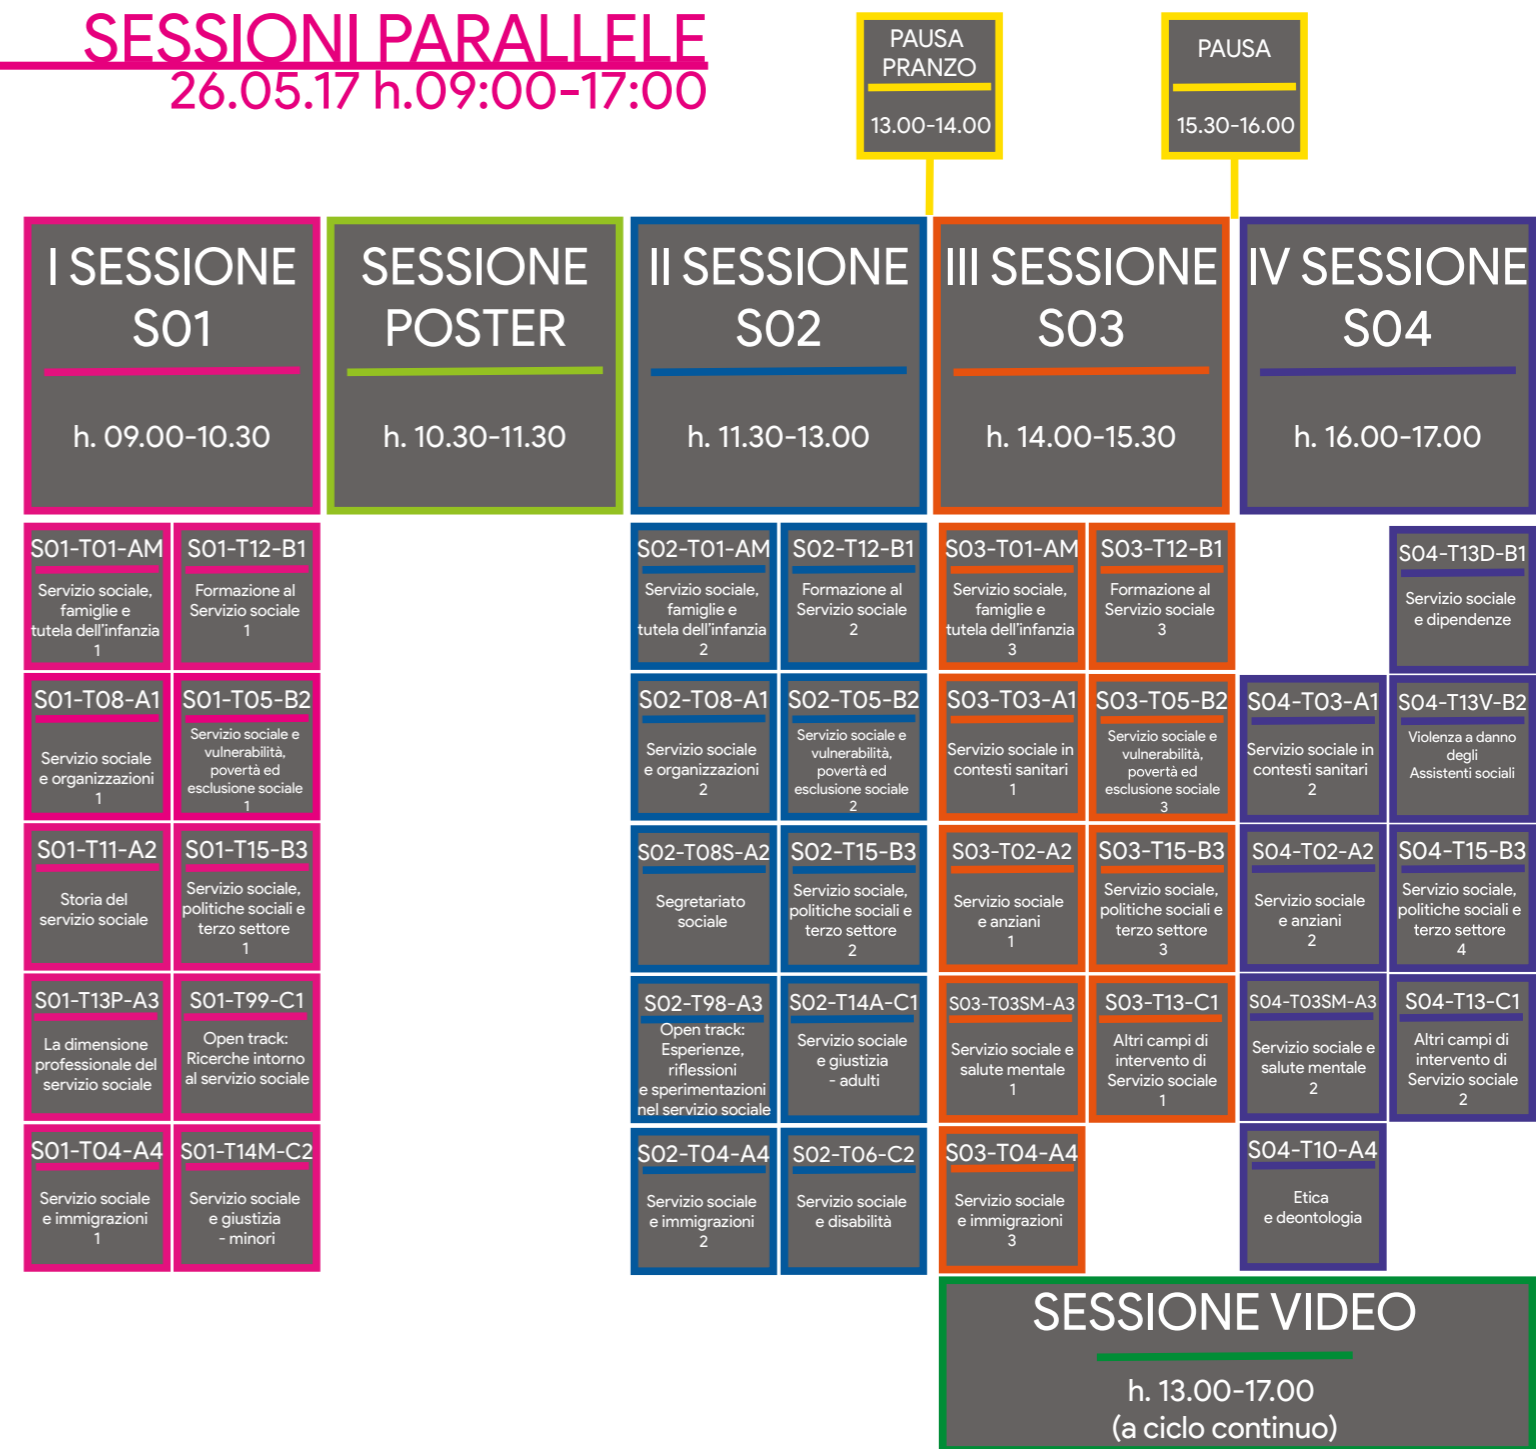 SESSIONI PARALLELE
26.05.17 h.09:00-17:00
PAUSA
PRANZO
13.00-14.00
PAUSA
15.30-16.00
I SESSIONE
S01
h. 09.00-10.30
SESSIONE
POSTER
h. 10.30-11.30
II SESSIONE
S02
h. 11.30-13.00
III SESSIONE
S03
h. 14.00-15.30
IV SESSIONE
S04
h. 16.00-17.00
S01-T01-AM
Servizio sociale,
famiglie e
tutela dell'infanzia
1
S01-T12-B1
Formazione al
Servizio sociale
1
S02-T01-AM
Servizio sociale,
famiglie e
tutela dell'infanzia
2
S02-T12-B1
Formazione al
Servizio sociale
2
S03-T01-AM
Servizio sociale,
famiglie e
tutela dell'infanzia
3
S03-T12-B1
Formazione al
Servizio sociale
3
S04-T13D-B1
Servizio sociale
e dipendenze
S01-T08-A1
Servizio sociale
e organizzazioni
1
S01-T05-B2
Servizio sociale e
vulnerabilità,
povertà ed
esclusione sociale
1
S02-T08-A1
Servizio sociale
e organizzazioni
2
S02-T05-B2
Servizio sociale e
vulnerabilità,
povertà ed
esclusione sociale
2
S03-T03-A1
Servizio sociale in
contesti sanitari
1
S03-T05-B2
Servizio sociale e
vulnerabilità,
povertà ed
esclusione sociale
3
S04-T03-A1
Servizio sociale in
contesti sanitari
2
S04-T13V-B2
Violenza a danno
degli
Assistenti sociali
S01-T11-A2
Storia del
servizio sociale
S01-T15-B3
Servizio sociale,
politiche sociali e
terzo settore
1
S02-T08S-A2
Segretariato
sociale
S02-T15-B3
Servizio sociale,
politiche sociali e
terzo settore
2
S03-T02-A2
Servizio sociale
e anziani
1
S03-T15-B3
Servizio sociale,
politiche sociali e
terzo settore
3
S04-T02-A2
Servizio sociale
e anziani
2
S04-T15-B3
Servizio sociale,
politiche sociali e
terzo settore
4
S01-T13P-A3
La dimensione
professionale del
servizio sociale
S01-T99-C1
Open track:
Ricerche intorno
al servizio sociale
S02-T98-A3
Open track:
Esperienze,
riflessioni
e sperimentazioni
nel servizio sociale
S02-T14A-C1
Servizio sociale
e giustizia
- adulti
S03-T03SM-A3
Servizio sociale e
salute mentale
1
S03-T13-C1
Altri campi di
intervento di
Servizio sociale
1
S04-T03SM-A3
Servizio sociale e
salute mentale
2
S04-T13-C1
Altri campi di
intervento di
Servizio sociale
2
S01-T04-A4
Servizio sociale
e immigrazioni
1
S01-T14M-C2
Servizio sociale
e giustizia
- minori
S02-T04-A4
Servizio sociale
e immigrazioni
2
S02-T06-C2
Servizio sociale
e disabilità
S03-T04-A4
Servizio sociale
e immigrazioni
3
S04-T10-A4
Etica
e deontologia
SESSIONE VIDEO
h. 13.00-17.00
(a ciclo continuo)